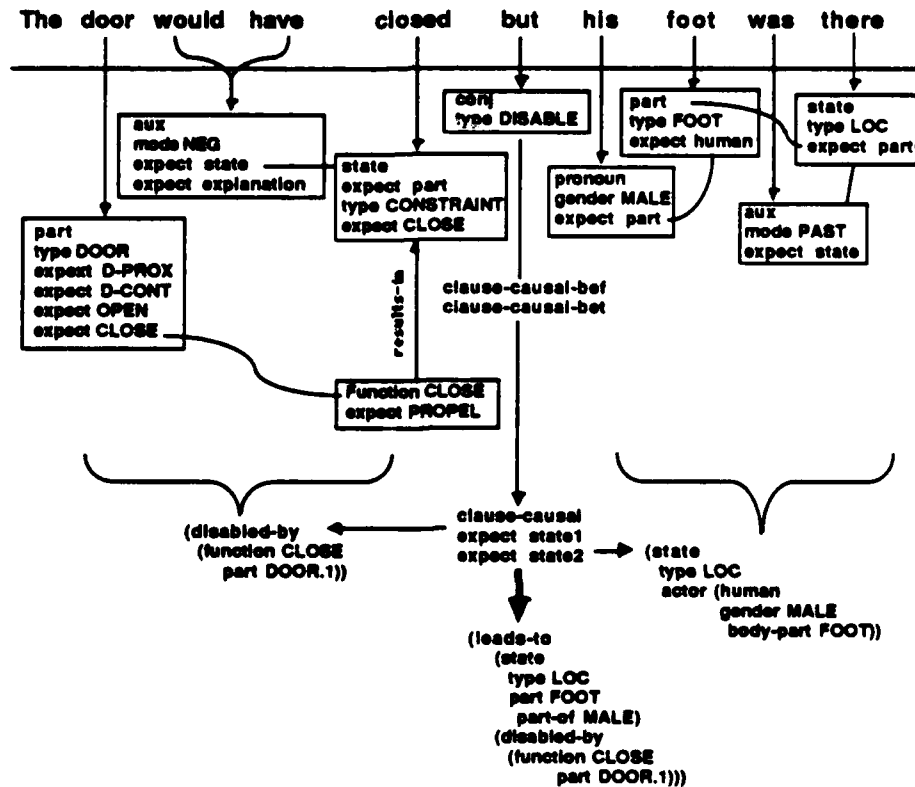 The door would have closed but his foot was there
aux
mode NEG
expect state
expect explanation
state
expect part
type CONSTRAINT
expect CLOSE
conj
type DISABLE
part
type FOOT
expect human
state
type LOC
expect part
pronoun
gender MALE
expect part
aux
mode PAST
expect state
part
type DOOR
expext D-PROX
expect D-CONT
expect OPEN
expect CLOSE
results-in
clause-causal-bef
clause-causal-bet
Function CLOSE
expect PROPEL
(disabled-by
(function CLOSE
part DOOR.1))
clause-causal
expect state1
expect state2
(state
type LOC
actor (human
gender MALE
body-part FOOT))
(leads-to
(state
type LOC
part FOOT
part-of MALE)
(disabled-by
(function CLOSE
part DOOR.1)))